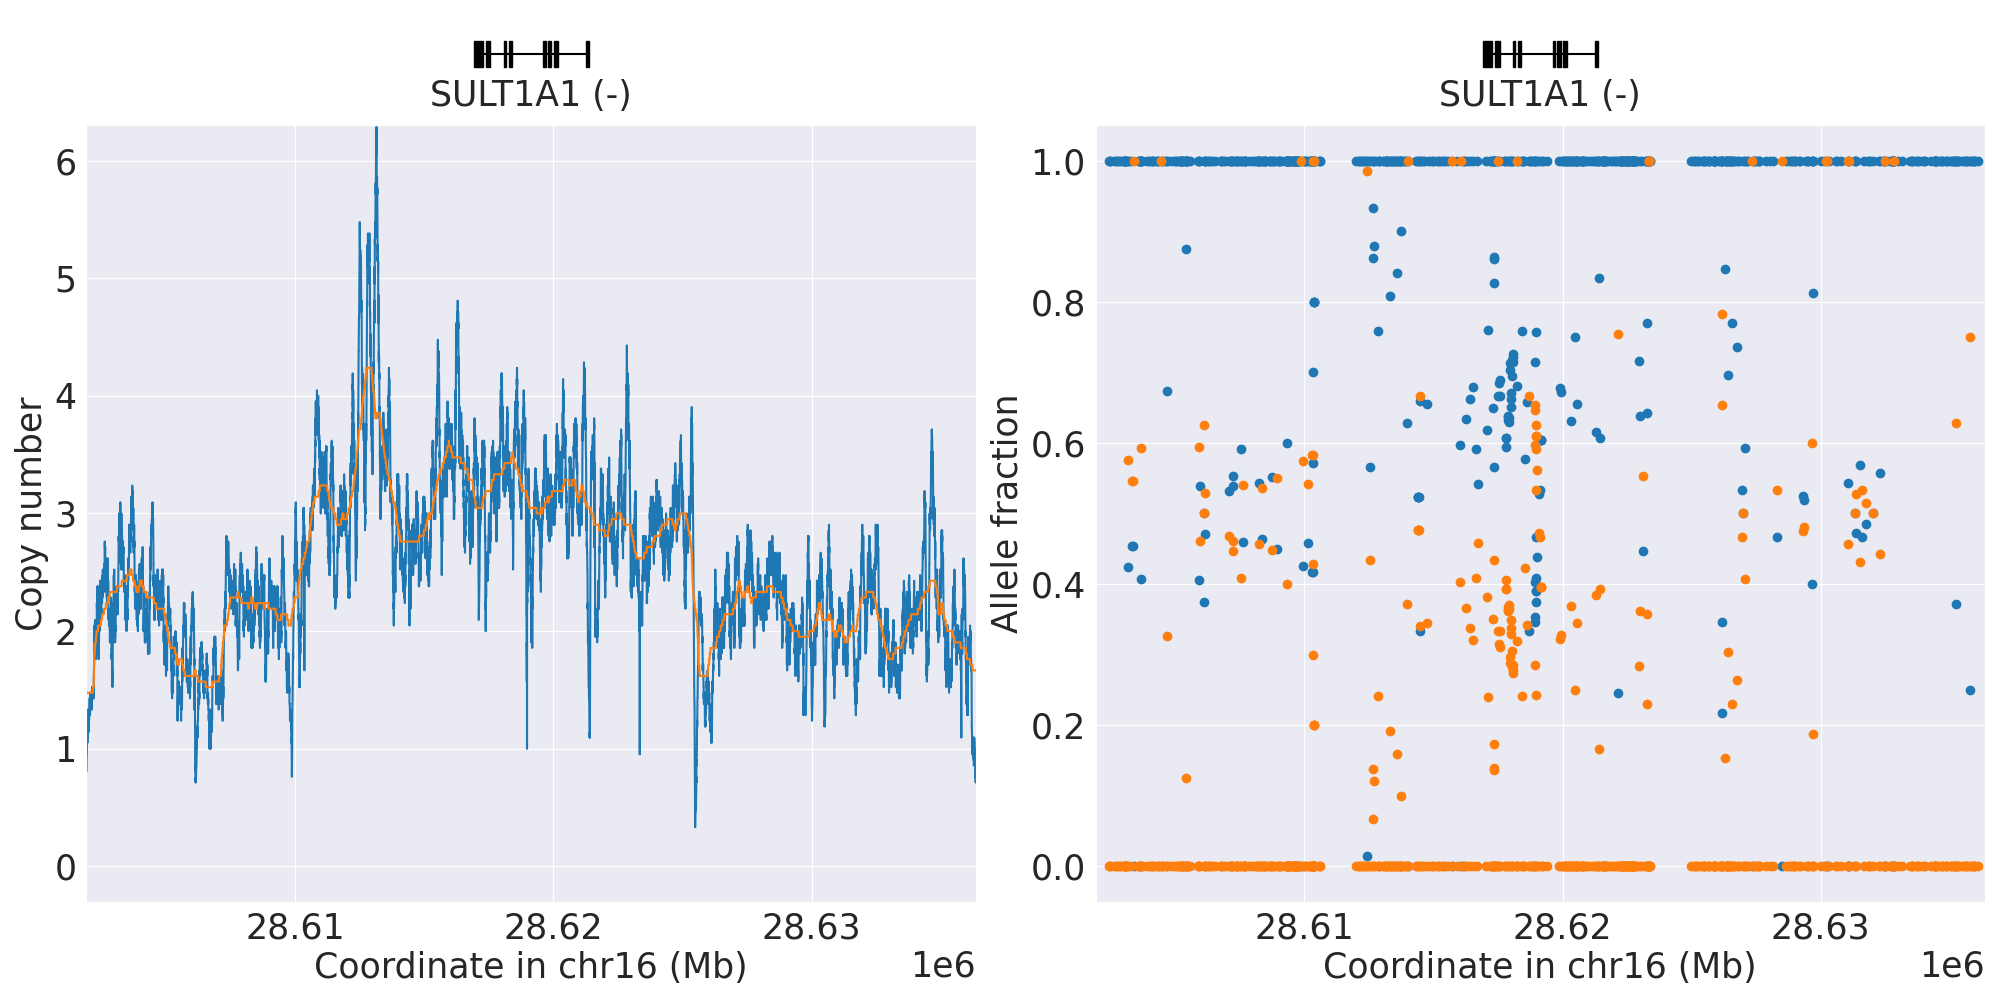 SULT1A1 (-)
6
5
4
3
2
1
0
Copy number
28.61
28.62
28.63
Coordinate in chr16 (Mb)
1e6
SULT1A1 (-)
1.0
0.8
0.6
0.4
0.2
0.0
Allele fraction
28.61
28.62
28.63
Coordinate in chr16 (Mb)
1e6